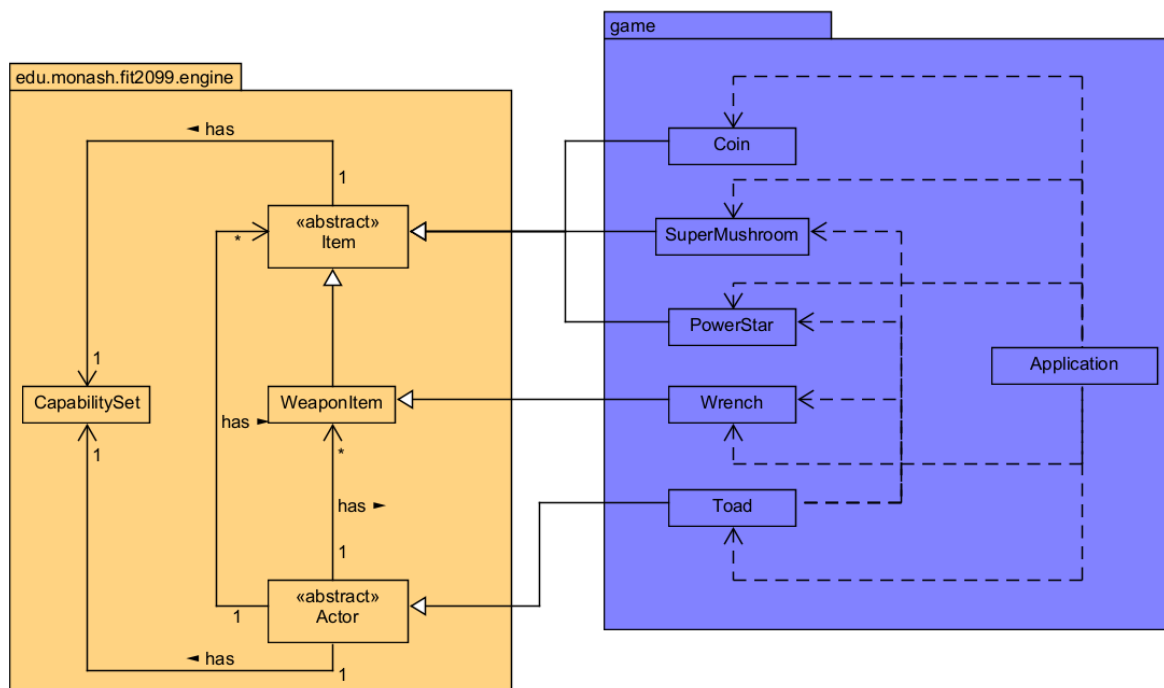 game
edu.monash.fit2099.engine
◄ has
1
Coin
«abstract»
Item
*
SuperMushroom
PowerStar
1
Application
CapabilitySet
WeaponItem
Wrench
has ►
1
*
Toad
has ►
1
«abstract»
Actor
1
◄ has
1